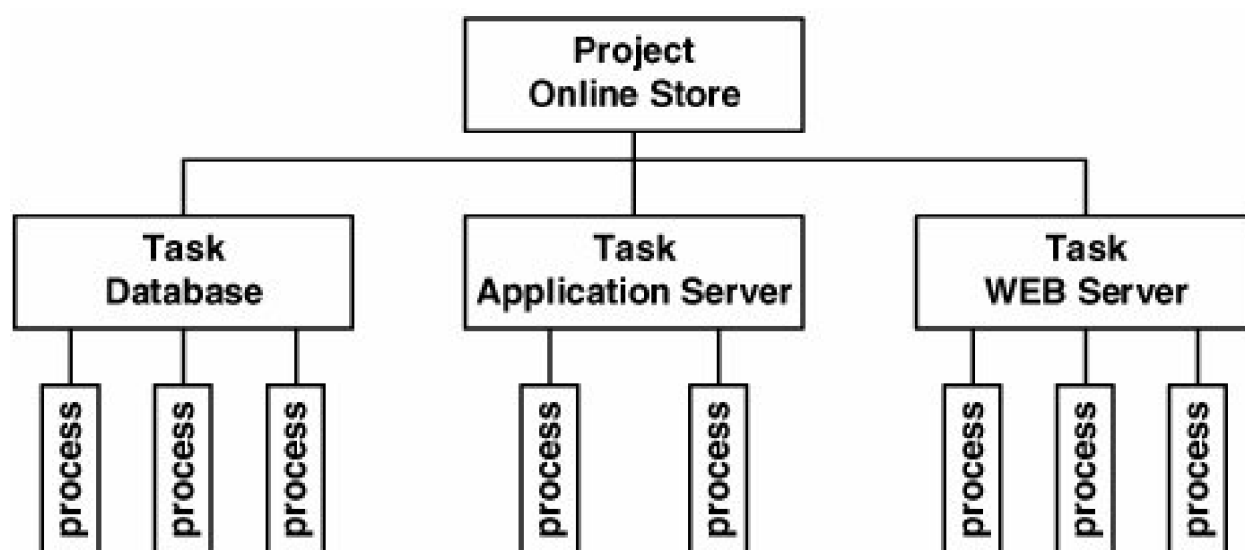 Project
Online Store
Task
Database
Task
Application Server
Task
WEB Server
process
process
process
process
process
process
process
process